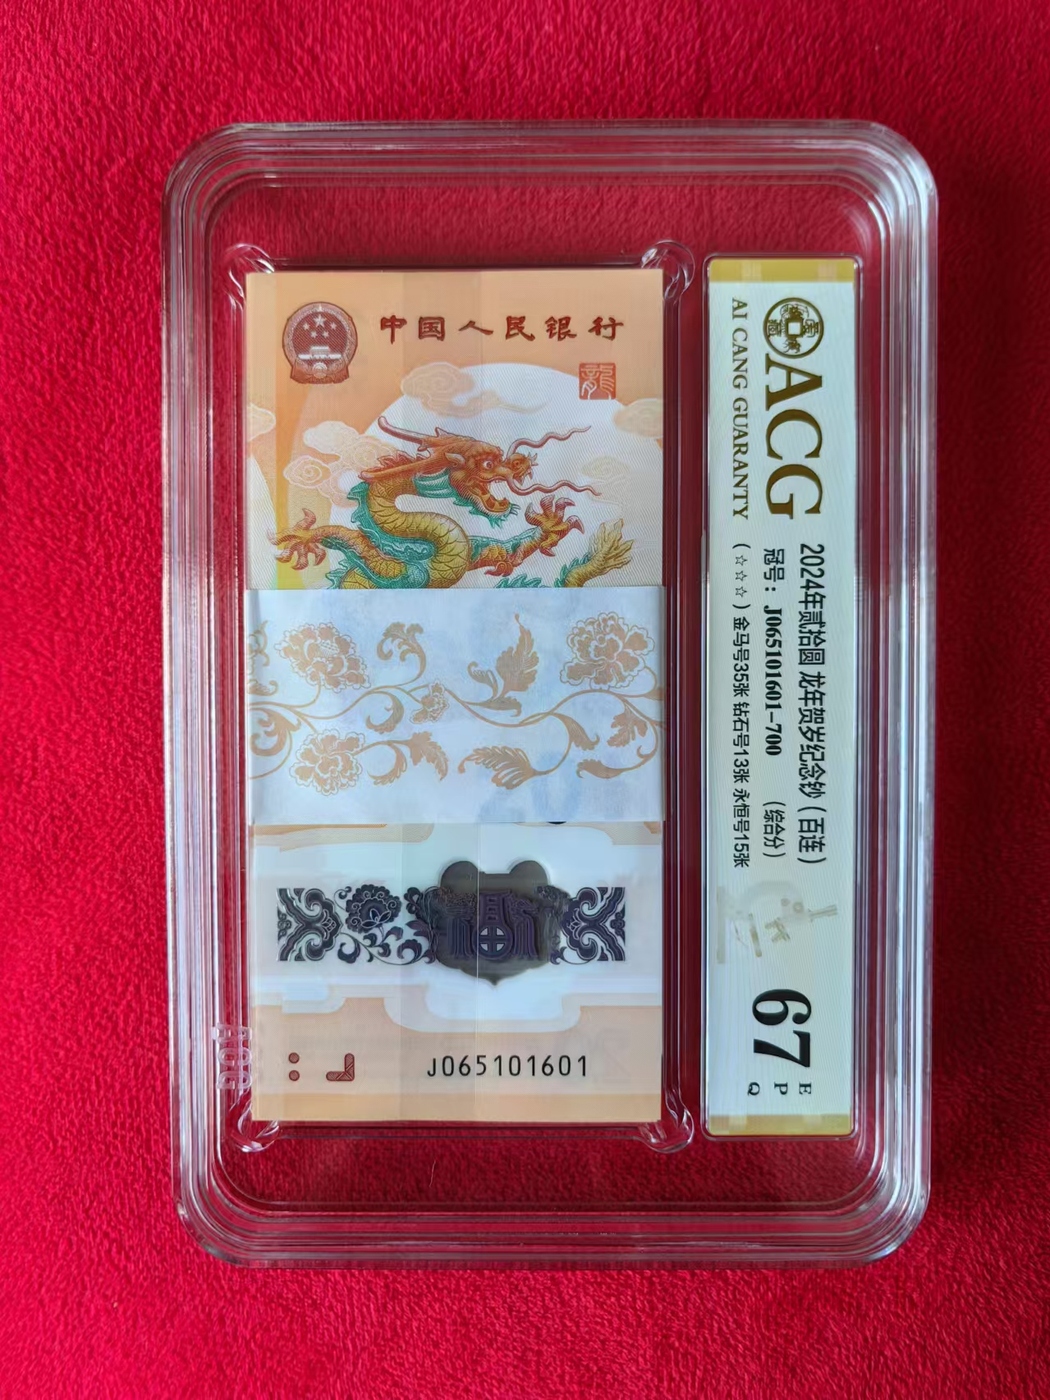 中国人民银行
龍
J065101601
ACG
AI CANG GUARANTY
2024年贰拾圆 龙年贺岁纪念钞（百连）
冠号：J065101601-700 （综合分）
（☆☆☆）金马号35张 钻石号13张 永恒号15张
67
E
P
Q
ACG